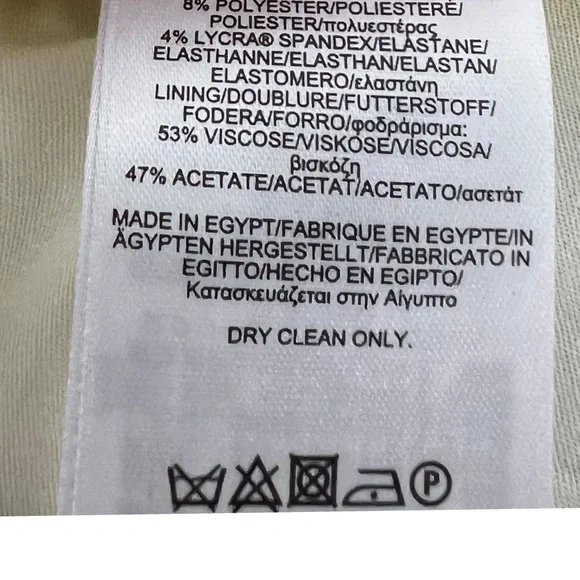 8% POLYESTER/POLIESTERE/
POLIESTER/πολυεστέρας
4% LYCRA® SPANDEX/ELASTANE/
ELASTHANNE/ELASTHAN/ELASTAN/
ELASTOMERO/ελαστάνη
LINING/DOUBLURE/FUTTERSTOFF/
FODERA/FORRO/φοδράρισμα:
53% VISCOSE/VISKOSE/VISCOSA/
βισκόζη
47% ACETATE/ACETAT/ACETATO/ασετάτ
MADE IN EGYPT/FABRIQUE EN EGYPTE/IN
ÄGYPTEN HERGESTELLT/FABBRICATO IN
EGITTO/HECHO EN EGIPTO/
Κατασκευάζεται στην Αίγυπτο
DRY CLEAN ONLY.
P